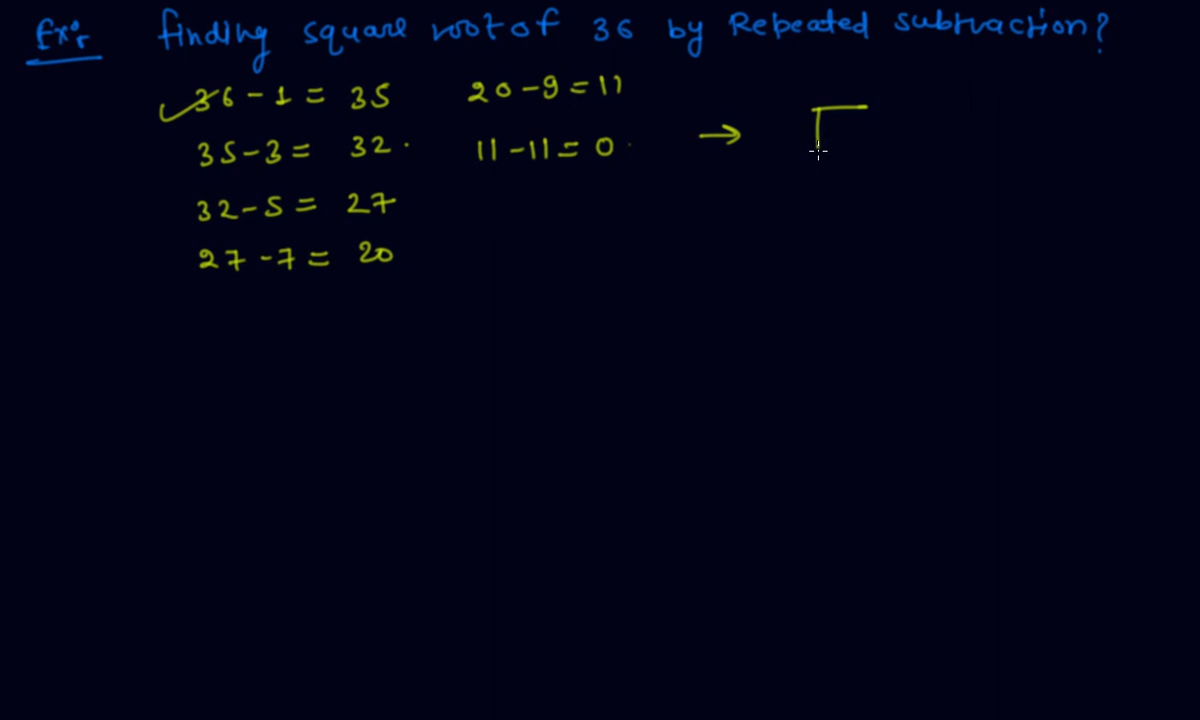 Ex:- finding square root of 36 by Repeated subtraction?
36 - 1 = 35
35 - 3 = 32.
32 - 5 = 27
27 - 7 = 20
20 - 9 = 11
11 - 11 = 0
→